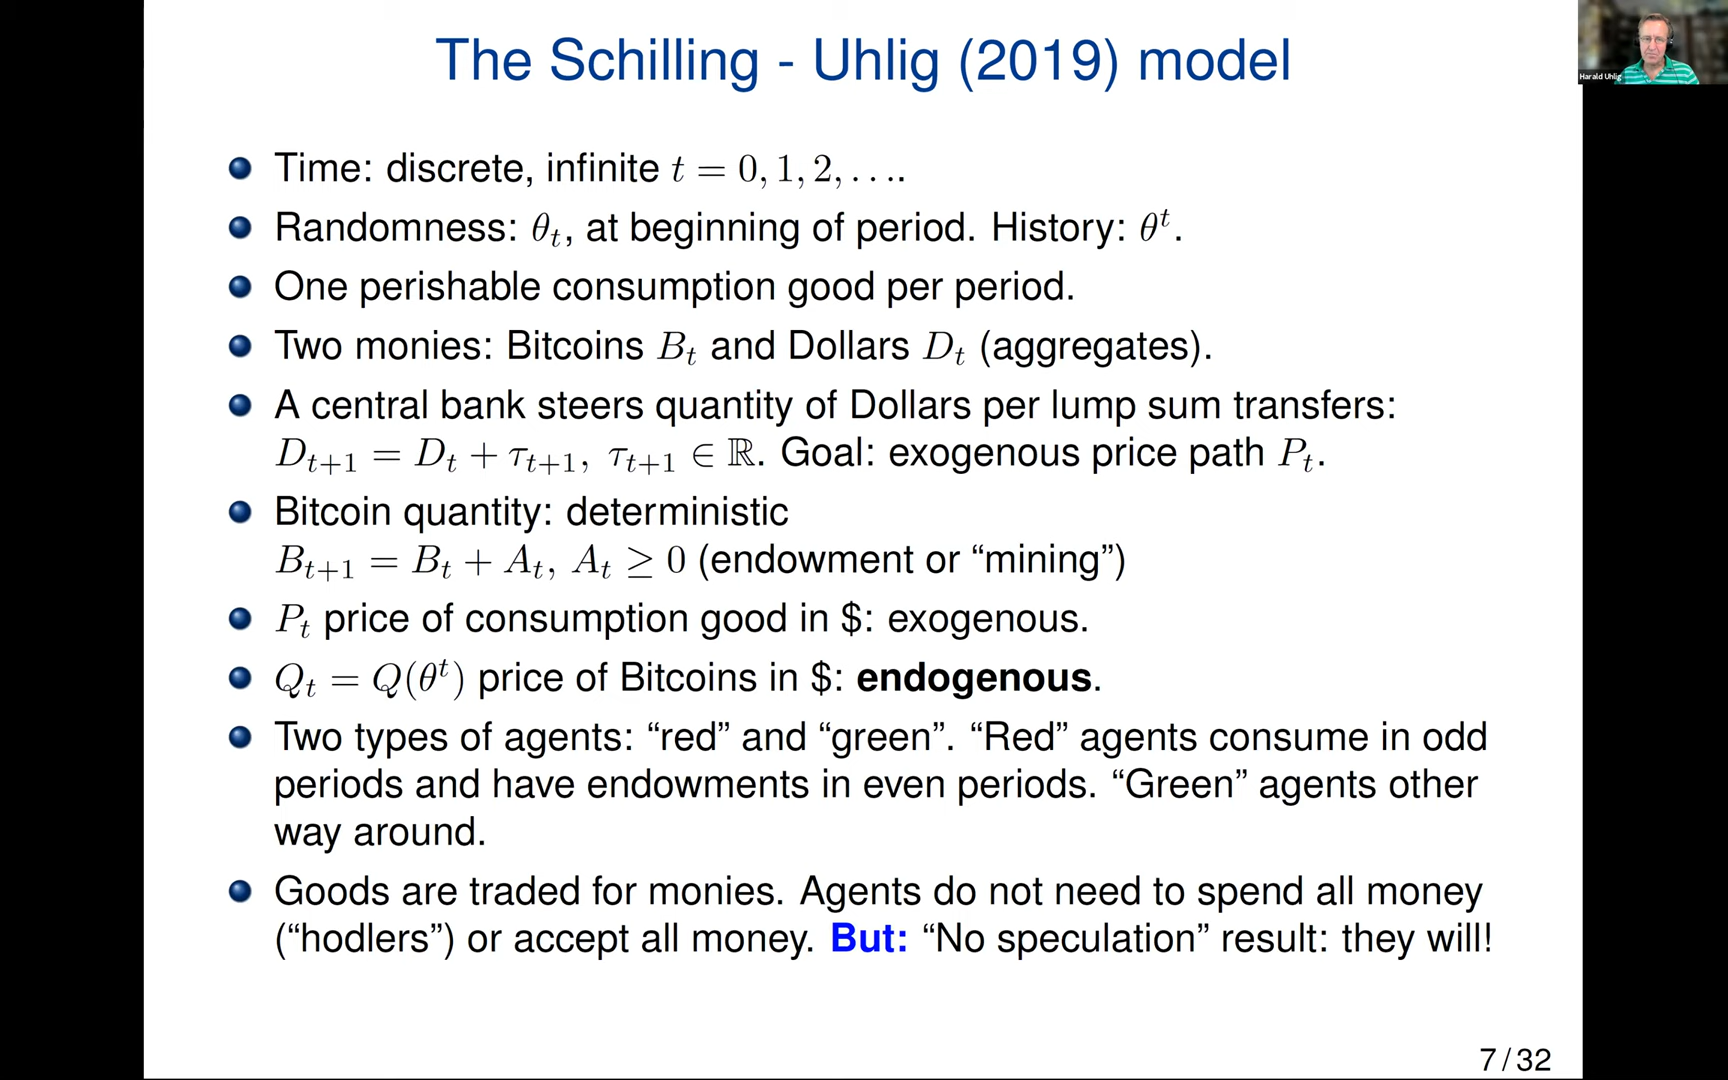 The Schilling - Uhlig (2019) model
Harald Uhlig
Time: discrete, infinite t = 0, 1, 2, . . ..
Randomness: θ_t, at beginning of period. History: θ^t.
One perishable consumption good per period.
Two monies: Bitcoins B_t and Dollars D_t (aggregates).
A central bank steers quantity of Dollars per lump sum transfers:
D_{t+1} = D_t + τ_{t+1}, τ_{t+1} ∈ ℝ. Goal: exogenous price path P_t.
Bitcoin quantity: deterministic
B_{t+1} = B_t + A_t, A_t ≥ 0 (endowment or “mining”)
P_t price of consumption good in $: exogenous.
Q_t = Q(θ^t) price of Bitcoins in $: endogenous.
Two types of agents: “red” and “green”. “Red” agents consume in odd
periods and have endowments in even periods. “Green” agents other
way around.
Goods are traded for monies. Agents do not need to spend all money
(“hodlers”) or accept all money. But: “No speculation” result: they will!
7 / 32